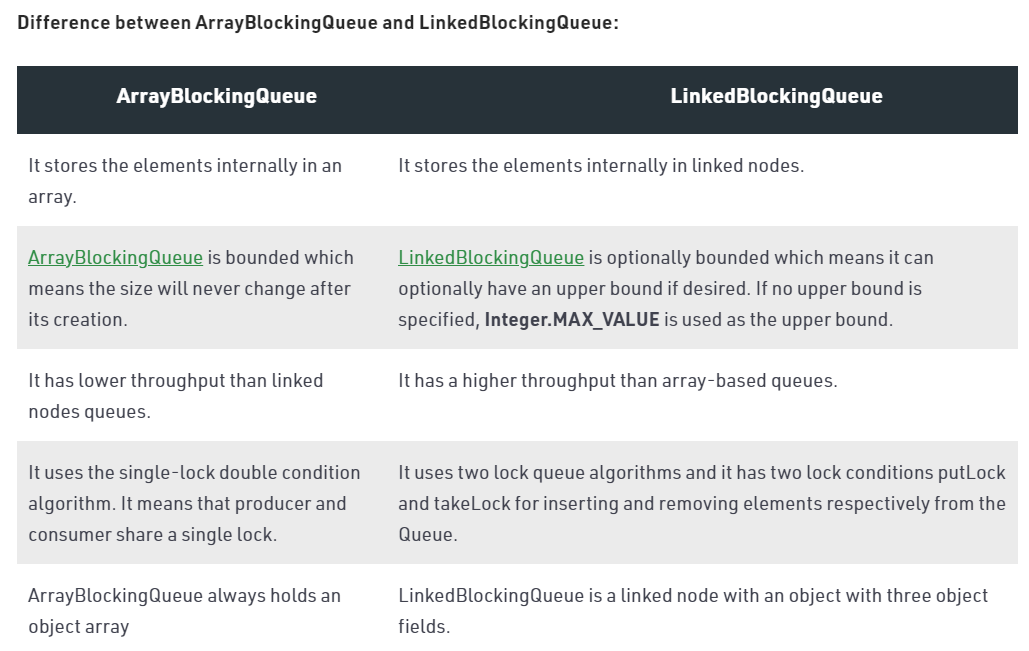 Difference between ArrayBlockingQueue and LinkedBlockingQueue:
ArrayBlockingQueue
LinkedBlockingQueue
It stores the elements internally in an
array.
It stores the elements internally in linked nodes.
ArrayBlockingQueue is bounded which
means the size will never change after
its creation.
LinkedBlockingQueue is optionally bounded which means it can
optionally have an upper bound if desired. If no upper bound is
specified, Integer.MAX_VALUE is used as the upper bound.
It has lower throughput than linked
nodes queues.
It has a higher throughput than array-based queues.
It uses the single-lock double condition
algorithm. It means that producer and
consumer share a single lock.
It uses two lock queue algorithms and it has two lock conditions putLock
and takeLock for inserting and removing elements respectively from the
Queue.
ArrayBlockingQueue always holds an
object array
LinkedBlockingQueue is a linked node with an object with three object
fields.